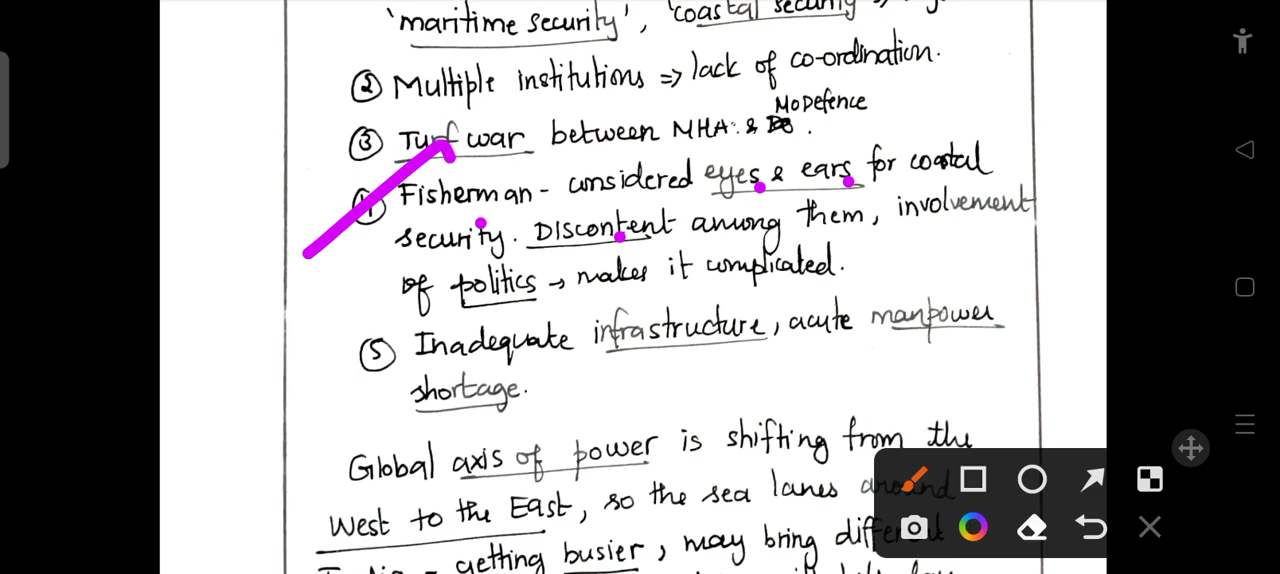 'maritime security', 'coastal security'
② Multiple institutions => lack of co-ordination.
MoDefence
③ Turf war between MHA & .
④ Fisherman - considered eyes & ears for coastal
security. Discontent among them, involvement
of politics → makes it complicated.
⑤ Inadequate infrastructure, acute manpower
shortage.
Global axis of power is shifting from the
West to the East, so the sea lanes around
India - getting busier, may bring different